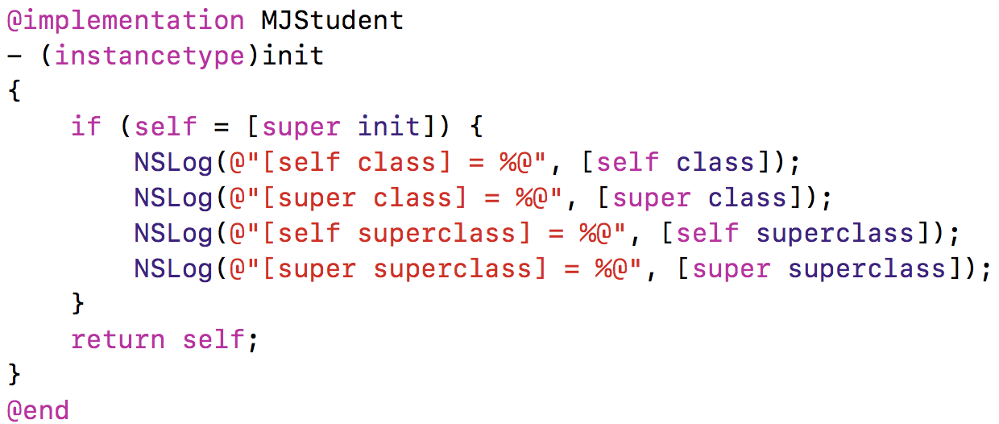 @implementation MJStudent
- (instancetype)init
{
    if (self = [super init]) {
        NSLog(@"[self class] = %@", [self class]);
        NSLog(@"[super class] = %@", [super class]);
        NSLog(@"[self superclass] = %@", [self superclass]);
        NSLog(@"[super superclass] = %@", [super superclass]);
    }
    return self;
}
@end